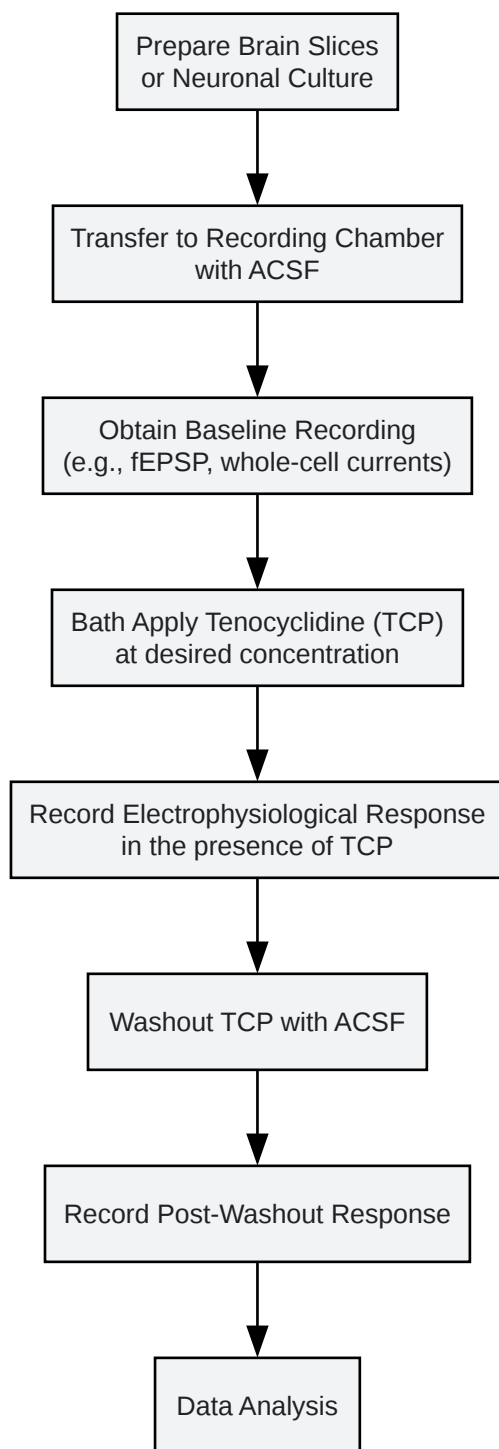 Prepare Brain Slices
or Neuronal Culture
Transfer to Recording Chamber
with ACSF
Obtain Baseline Recording
(e.g., fEPSP, whole-cell currents)
Bath Apply Tenocyclidine (TCP)
at desired concentration
Record Electrophysiological Response
in the presence of TCP
Washout TCP with ACSF
Record Post-Washout Response
Data Analysis